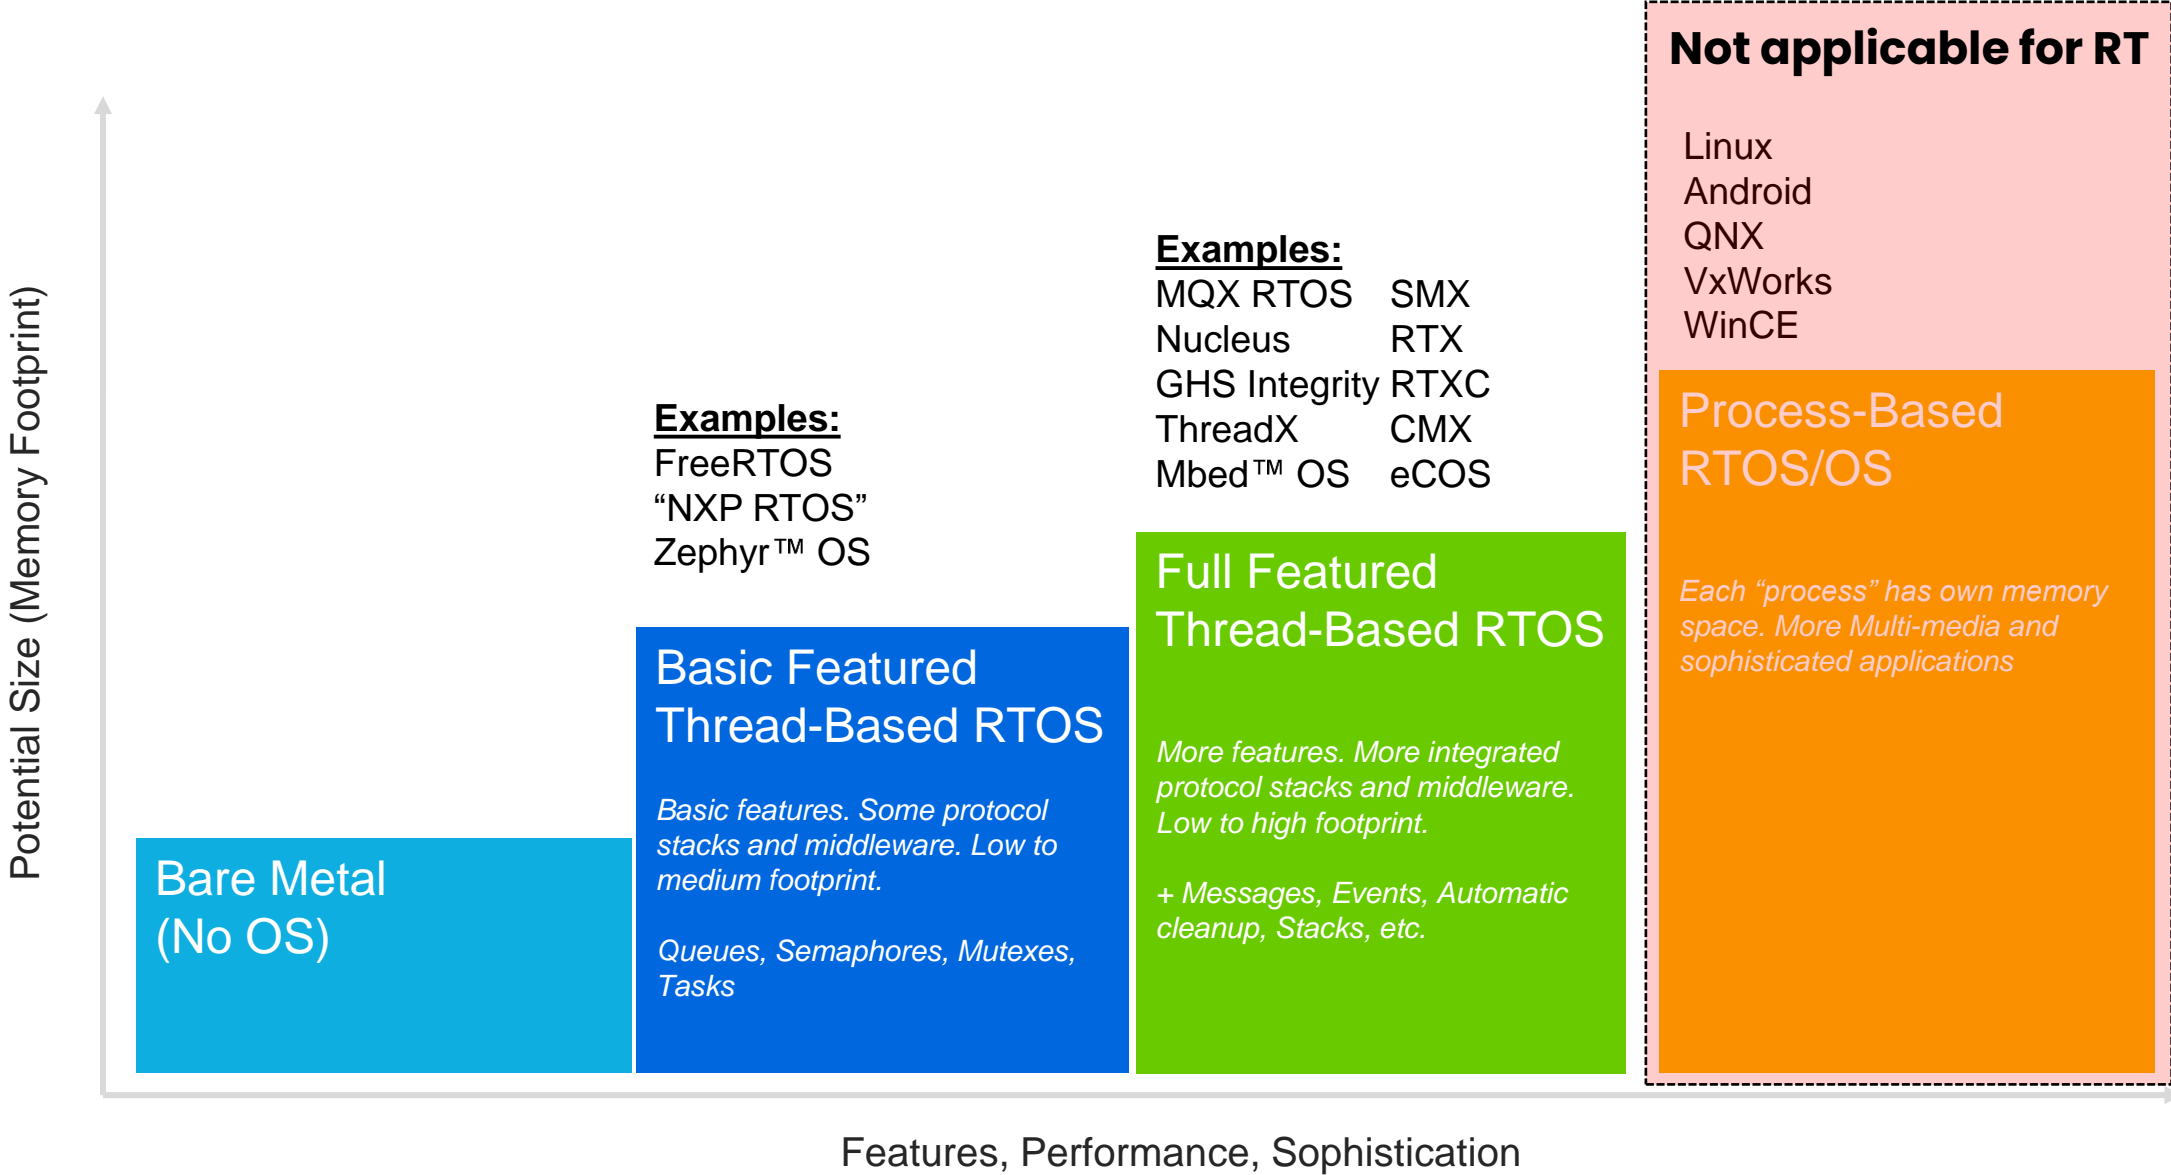 Not applicable for RT
Linux
Android
QNX
VxWorks
WinCE
Process-Based
RTOS/OS
Each “process” has own memory
space. More Multi-media and
sophisticated applications
Examples:
MQX RTOS SMX
Nucleus RTX
GHS Integrity RTXC
ThreadX CMX
Mbed™ OS eCOS
Full Featured
Thread-Based RTOS
More features. More integrated
protocol stacks and middleware.
Low to high footprint.
+ Messages, Events, Automatic
cleanup, Stacks, etc.
Examples:
FreeRTOS
“NXP RTOS”
Zephyr™ OS
Basic Featured
Thread-Based RTOS
Basic features. Some protocol
stacks and middleware. Low to
medium footprint.
Queues, Semaphores, Mutexes,
Tasks
Bare Metal
(No OS)
Potential Size (Memory Footprint)
Features, Performance, Sophistication